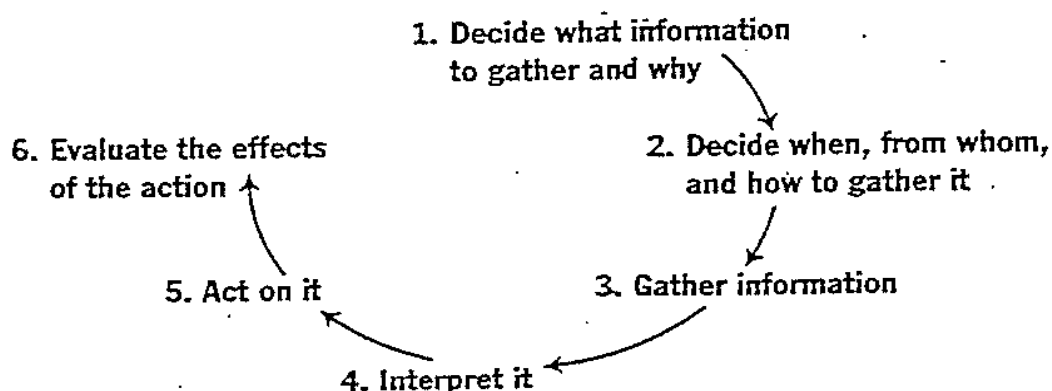 1. Decide what information
to gather and why
2. Decide when, from whom,
and how to gather it
3. Gather information
4. Interpret it
5. Act on it
6. Evaluate the effects
of the action